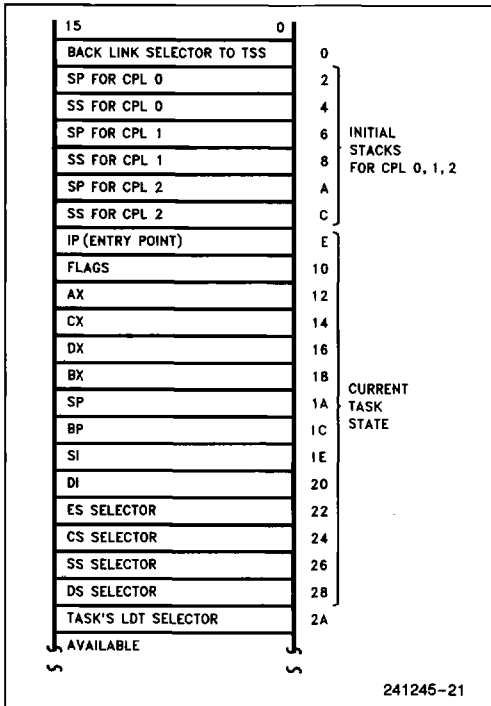 15 0
BACK LINK SELECTOR TO TSS 0
SP FOR CPL 0 2
SS FOR CPL 0 4
SP FOR CPL 1 6
SS FOR CPL 1 8
SP FOR CPL 2 A
SS FOR CPL 2 C
INITIAL
STACKS
FOR CPL 0, 1, 2
IP (ENTRY POINT) E
FLAGS 10
AX 12
CX 14
DX 16
BX 18
SP 1A
BP 1C
SI 1E
DI 20
ES SELECTOR 22
CS SELECTOR 24
SS SELECTOR 26
DS SELECTOR 28
CURRENT
TASK
STATE
TASK'S LDT SELECTOR 2A
AVAILABLE
241245-21